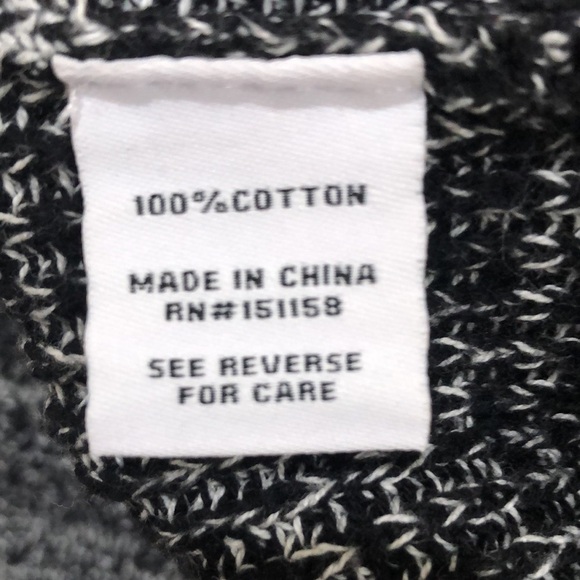 100%COTTON
MADE IN CHINA
RN#151158
SEE REVERSE
FOR CARE